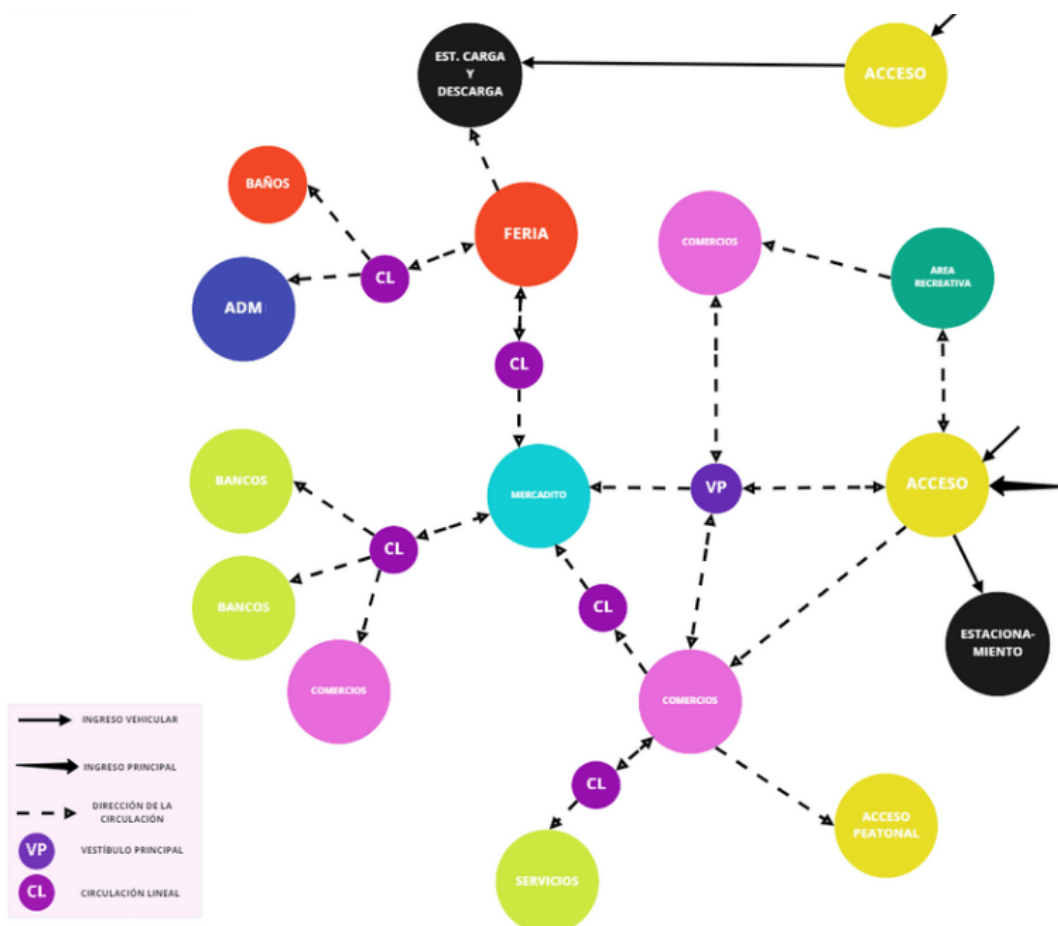 EST. CARGA
Y
DESCARGA
ACCESO
BAÑOS
FERIA
COMERCIOS
ÁREA
RECREATIVA
CL
ADM
CL
BANCOS
MERCADITO
VP
ACCESO
CL
BANCOS
CL
ESTACIONA-
MIENTO
COMERCIOS
COMERCIOS
CL
ACCESO
PEATONAL
SERVICIOS
INGRESO VEHICULAR
INGRESO PRINCIPAL
DIRECCIÓN DE LA
CIRCULACIÓN
VP VESTÍBULO PRINCIPAL
CL CIRCULACIÓN LINEAL